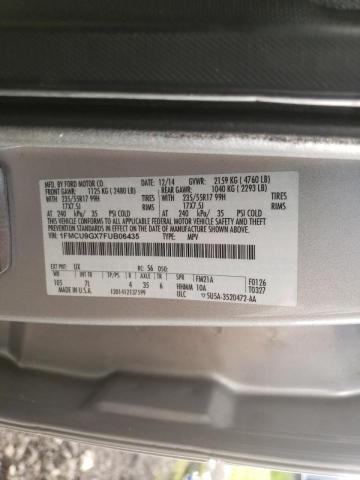 MFD. BY FORD MOTOR CO. 12/14 GVWR: 2159 KG ( 4760 LB)
FRONT GAWR: 1125 KG ( 2480 LB) REAR GAWR: 1040 KG ( 2293 LB)
WITH 235/55R17 99H TIRES WITH 235/55R17 99H TIRES
17X7.5J RIMS 17X7.5J RIMS
AT 240 kPa/ 35 PSI COLD AT 240 kPa/ 35 PSI COLD
THIS VEHICLE CONFORMS TO ALL APPLICABLE FEDERAL MOTOR VEHICLE SAFETY
AND THEFT PREVENTION STANDARDS IN EFFECT ON THE DATE OF MANUFACTURE SHOWN ABOVE.
VIN: 1FMCU9GX7FUB06435 TYPE: MPV
EXT PNT: UX RC: 56 DSO:
WB INT TR TP/PS R AXLE TR SPR FM21A F0126
105 7L 4 35 6 HHMM 10A T0327
MADE IN U.S.A. 1201412137599 ULC 5U5A-3520472-AA